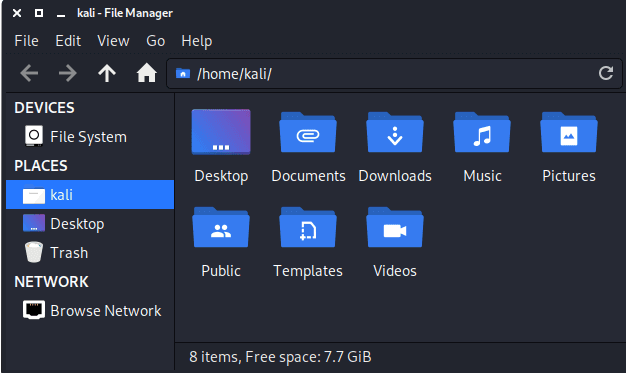 kali - File Manager
File Edit View Go Help
/home/kali/
DEVICES
File System
PLACES
kali
Desktop
Trash
NETWORK
Browse Network
Desktop Documents Downloads Music Pictures
Public Templates Videos
8 items, Free space: 7.7 GiB